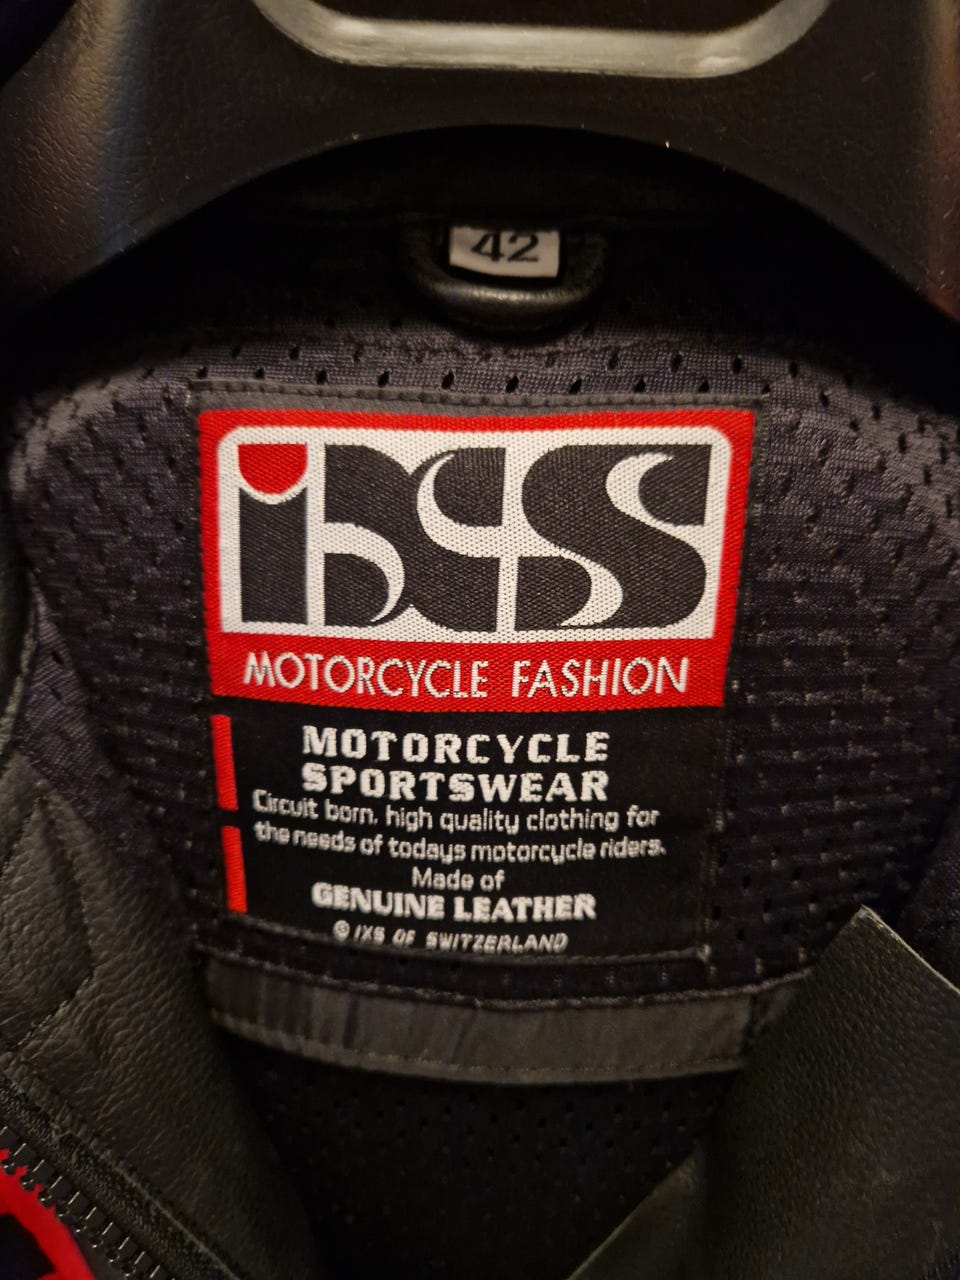 42
iXS
MOTORCYCLE FASHION
MOTORCYCLE
SPORTSWEAR
Circuit born, high quality clothing for
the needs of todays motorcycle riders.
Made of
GENUINE LEATHER
© IXS OF SWITZERLAND